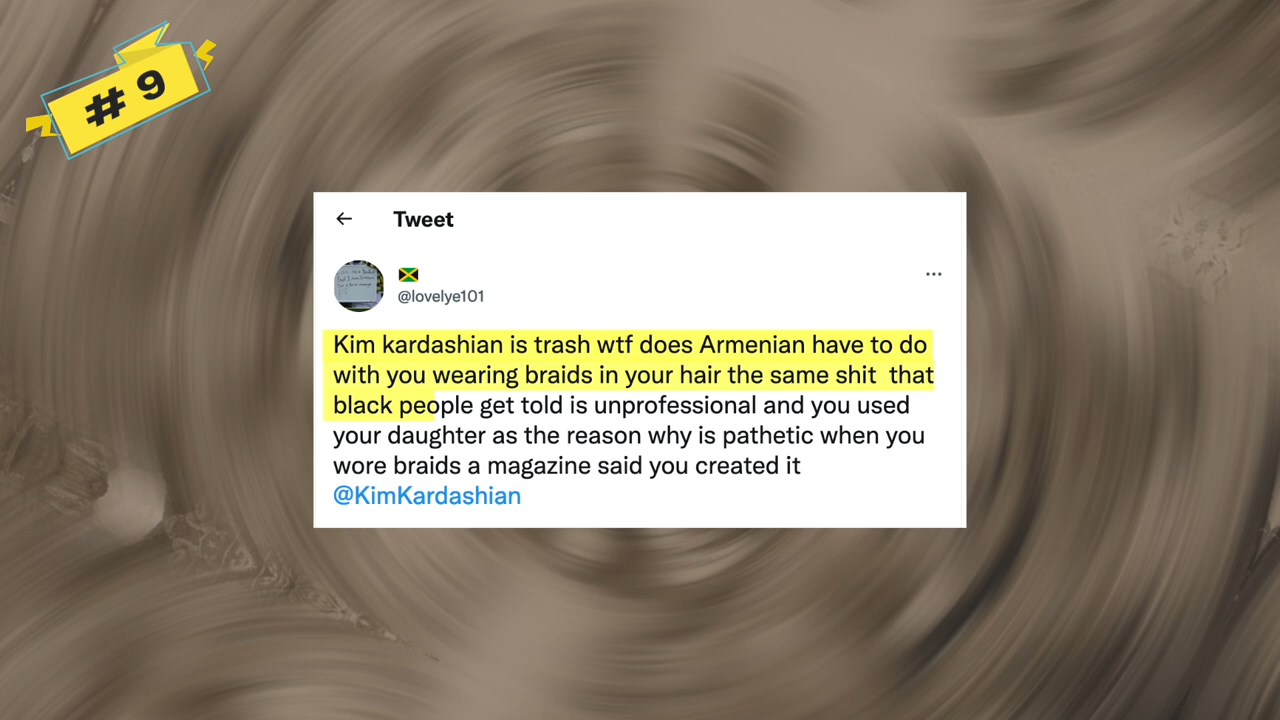 # 9
Tweet
@lovelye101
Kim kardashian is trash wtf does Armenian have to do
with you wearing braids in your hair the same shit  that
black people get told is unprofessional and you used
your daughter as the reason why is pathetic when you
wore braids a magazine said you created it
@KimKardashian